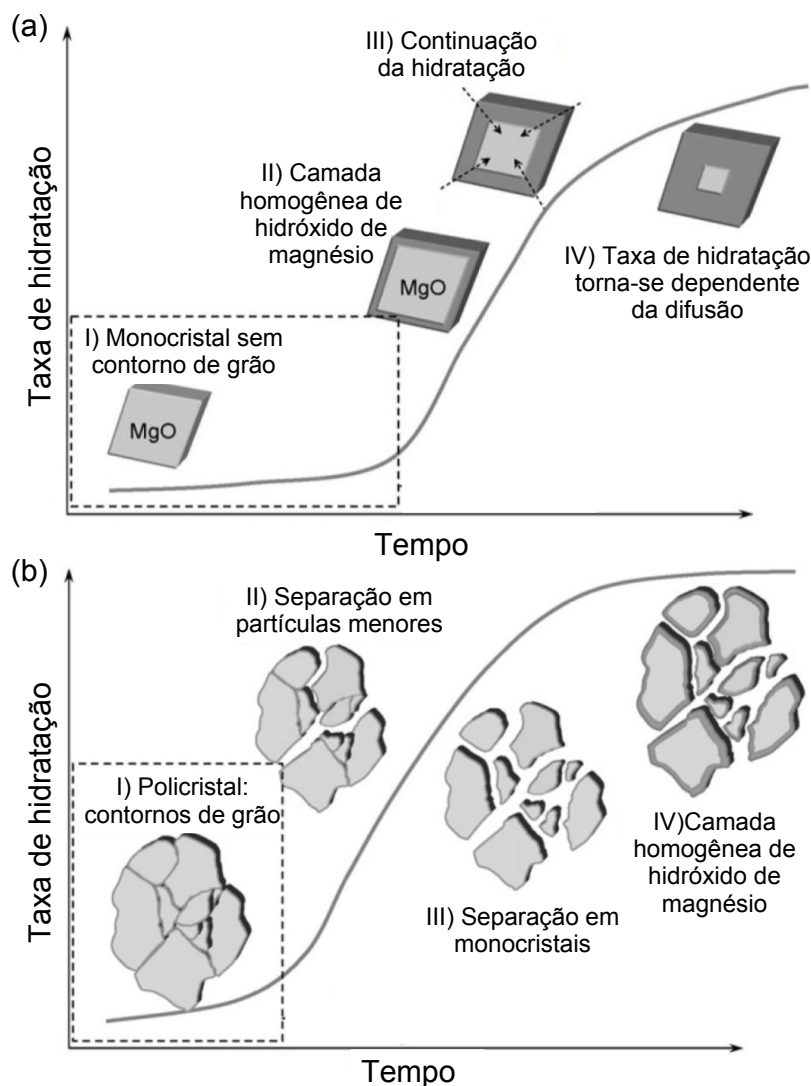 (a)
III) Continuação
da hidratação
II) Camada
homogênea de
hidróxido de
magnésio
MgO
IV) Taxa de hidratação
torna-se dependente
da difusão
I) Monocristal sem
contorno de grão
MgO
Taxa de hidratação
Tempo
(b)
II) Separação em
partículas menores
I) Policristal:
contornos de grão
III) Separação em
monocristais
IV)Camada
homogênea de
hidróxido de
magnésio
Taxa de hidratação
Tempo